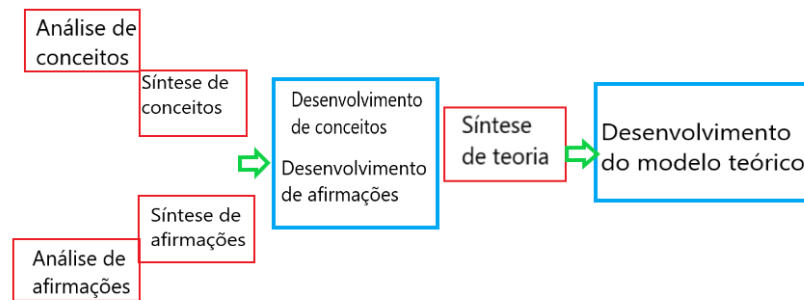 Análise de
conceitos
Síntese de
conceitos
Síntese de
afirmações
Análise de
afirmações
Desenvolvimento
de conceitos
Desenvolvimento
de afirmações
Síntese
de teoria
Desenvolvimento
do modelo teórico